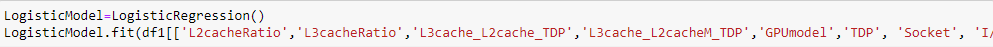 LogisticModel=LogisticRegression()
LogisticModel.fit(df1[['L2cacheRatio','L3cacheRatio','L3cache_L2cache_TDP','L3cache_L2cacheM_TDP','GPUmodel','TDP', 'Socket', 'I/